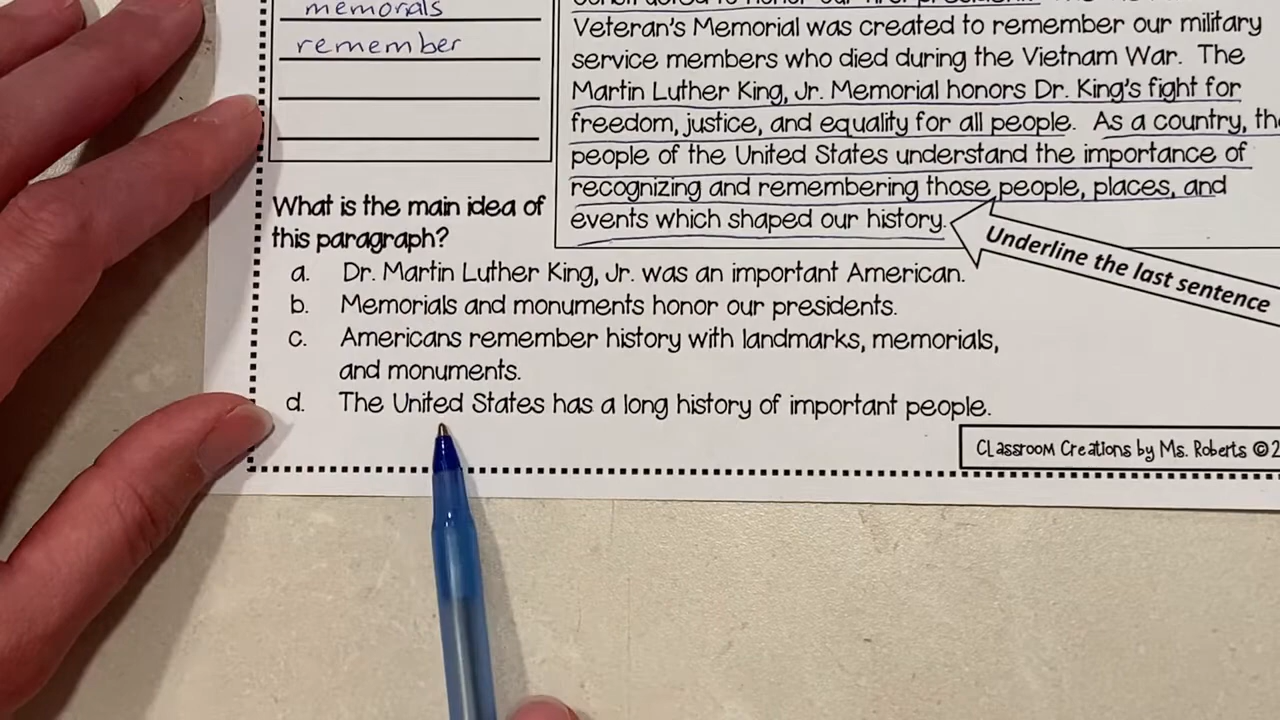 memorals
remember
Veteran's Memorial was created to remember our military
service members who died during the Vietnam War. The
Martin Luther King, Jr. Memorial honors Dr. King's fight for
freedom, justice, and equality for all people. As a country, the
people of the United States understand the importance of
recognizing and remembering those people, places, and
events which shaped our history.
Underline the last sentence
What is the main idea of
this paragraph?
a. Dr. Martin Luther King, Jr. was an important American.
b. Memorials and monuments honor our presidents.
c. Americans remember history with landmarks, memorials,
and monuments.
d. The United States has a long history of important people.
Classroom Creations by Ms. Roberts ©2